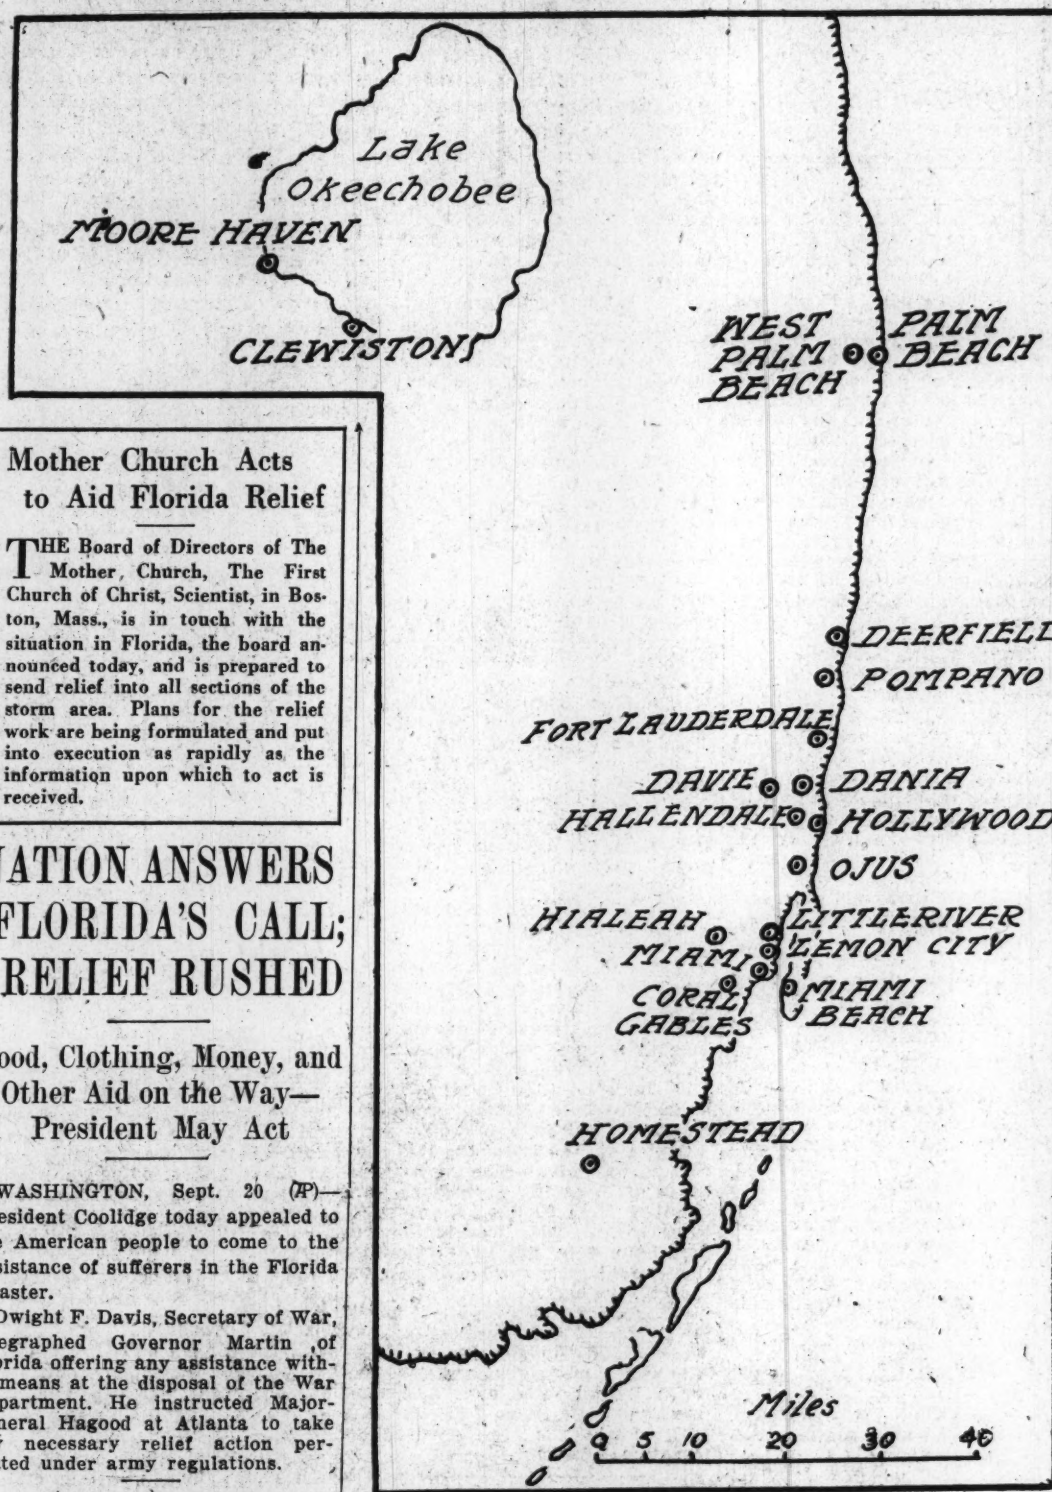 Lake
Okeechobee
MOORE HAVEN
CLEWISTON
WEST
PALM
BEACH
PALM
BEACH
Mother Church Acts
to Aid Florida Relief
THE Board of Directors of The
Mother Church, The First
Church of Christ, Scientist, in Bos-
ton, Mass., is in touch with the
situation in Florida, the board an-
nounced today, and is prepared to
send relief into all sections of the
storm area. Plans for the relief
work are being formulated and put
into execution as rapidly as the
information upon which to act is
received.
DEERFIELD
POMPANO
FORT LAUDERDALE
DAVIE
DANIA
HALLENDALE
HOLLYWOOD
OJUS
HIALEAH
LITTLERIVER
MIAMI
LEMON CITY
CORAL
GABLES
MIAMI
BEACH
HOMESTEAD
Miles
0 5 10 20 30 40
NATION ANSWERS
FLORIDA'S CALL;
RELIEF RUSHED
ood, Clothing, Money, and
Other Aid on the Way—
President May Act
WASHINGTON, Sept. 20 (AP)—
esident Coolidge today appealed to
e American people to come to the
sistance of sufferers in the Florida
aster.
Dwight F. Davis, Secretary of War,
egraphed Governor Martin of
orida offering any assistance with-
means at the disposal of the War
partment. He instructed Major-
neral Hagood at Atlanta to take
y necessary relief action per-
ted under army regulations.